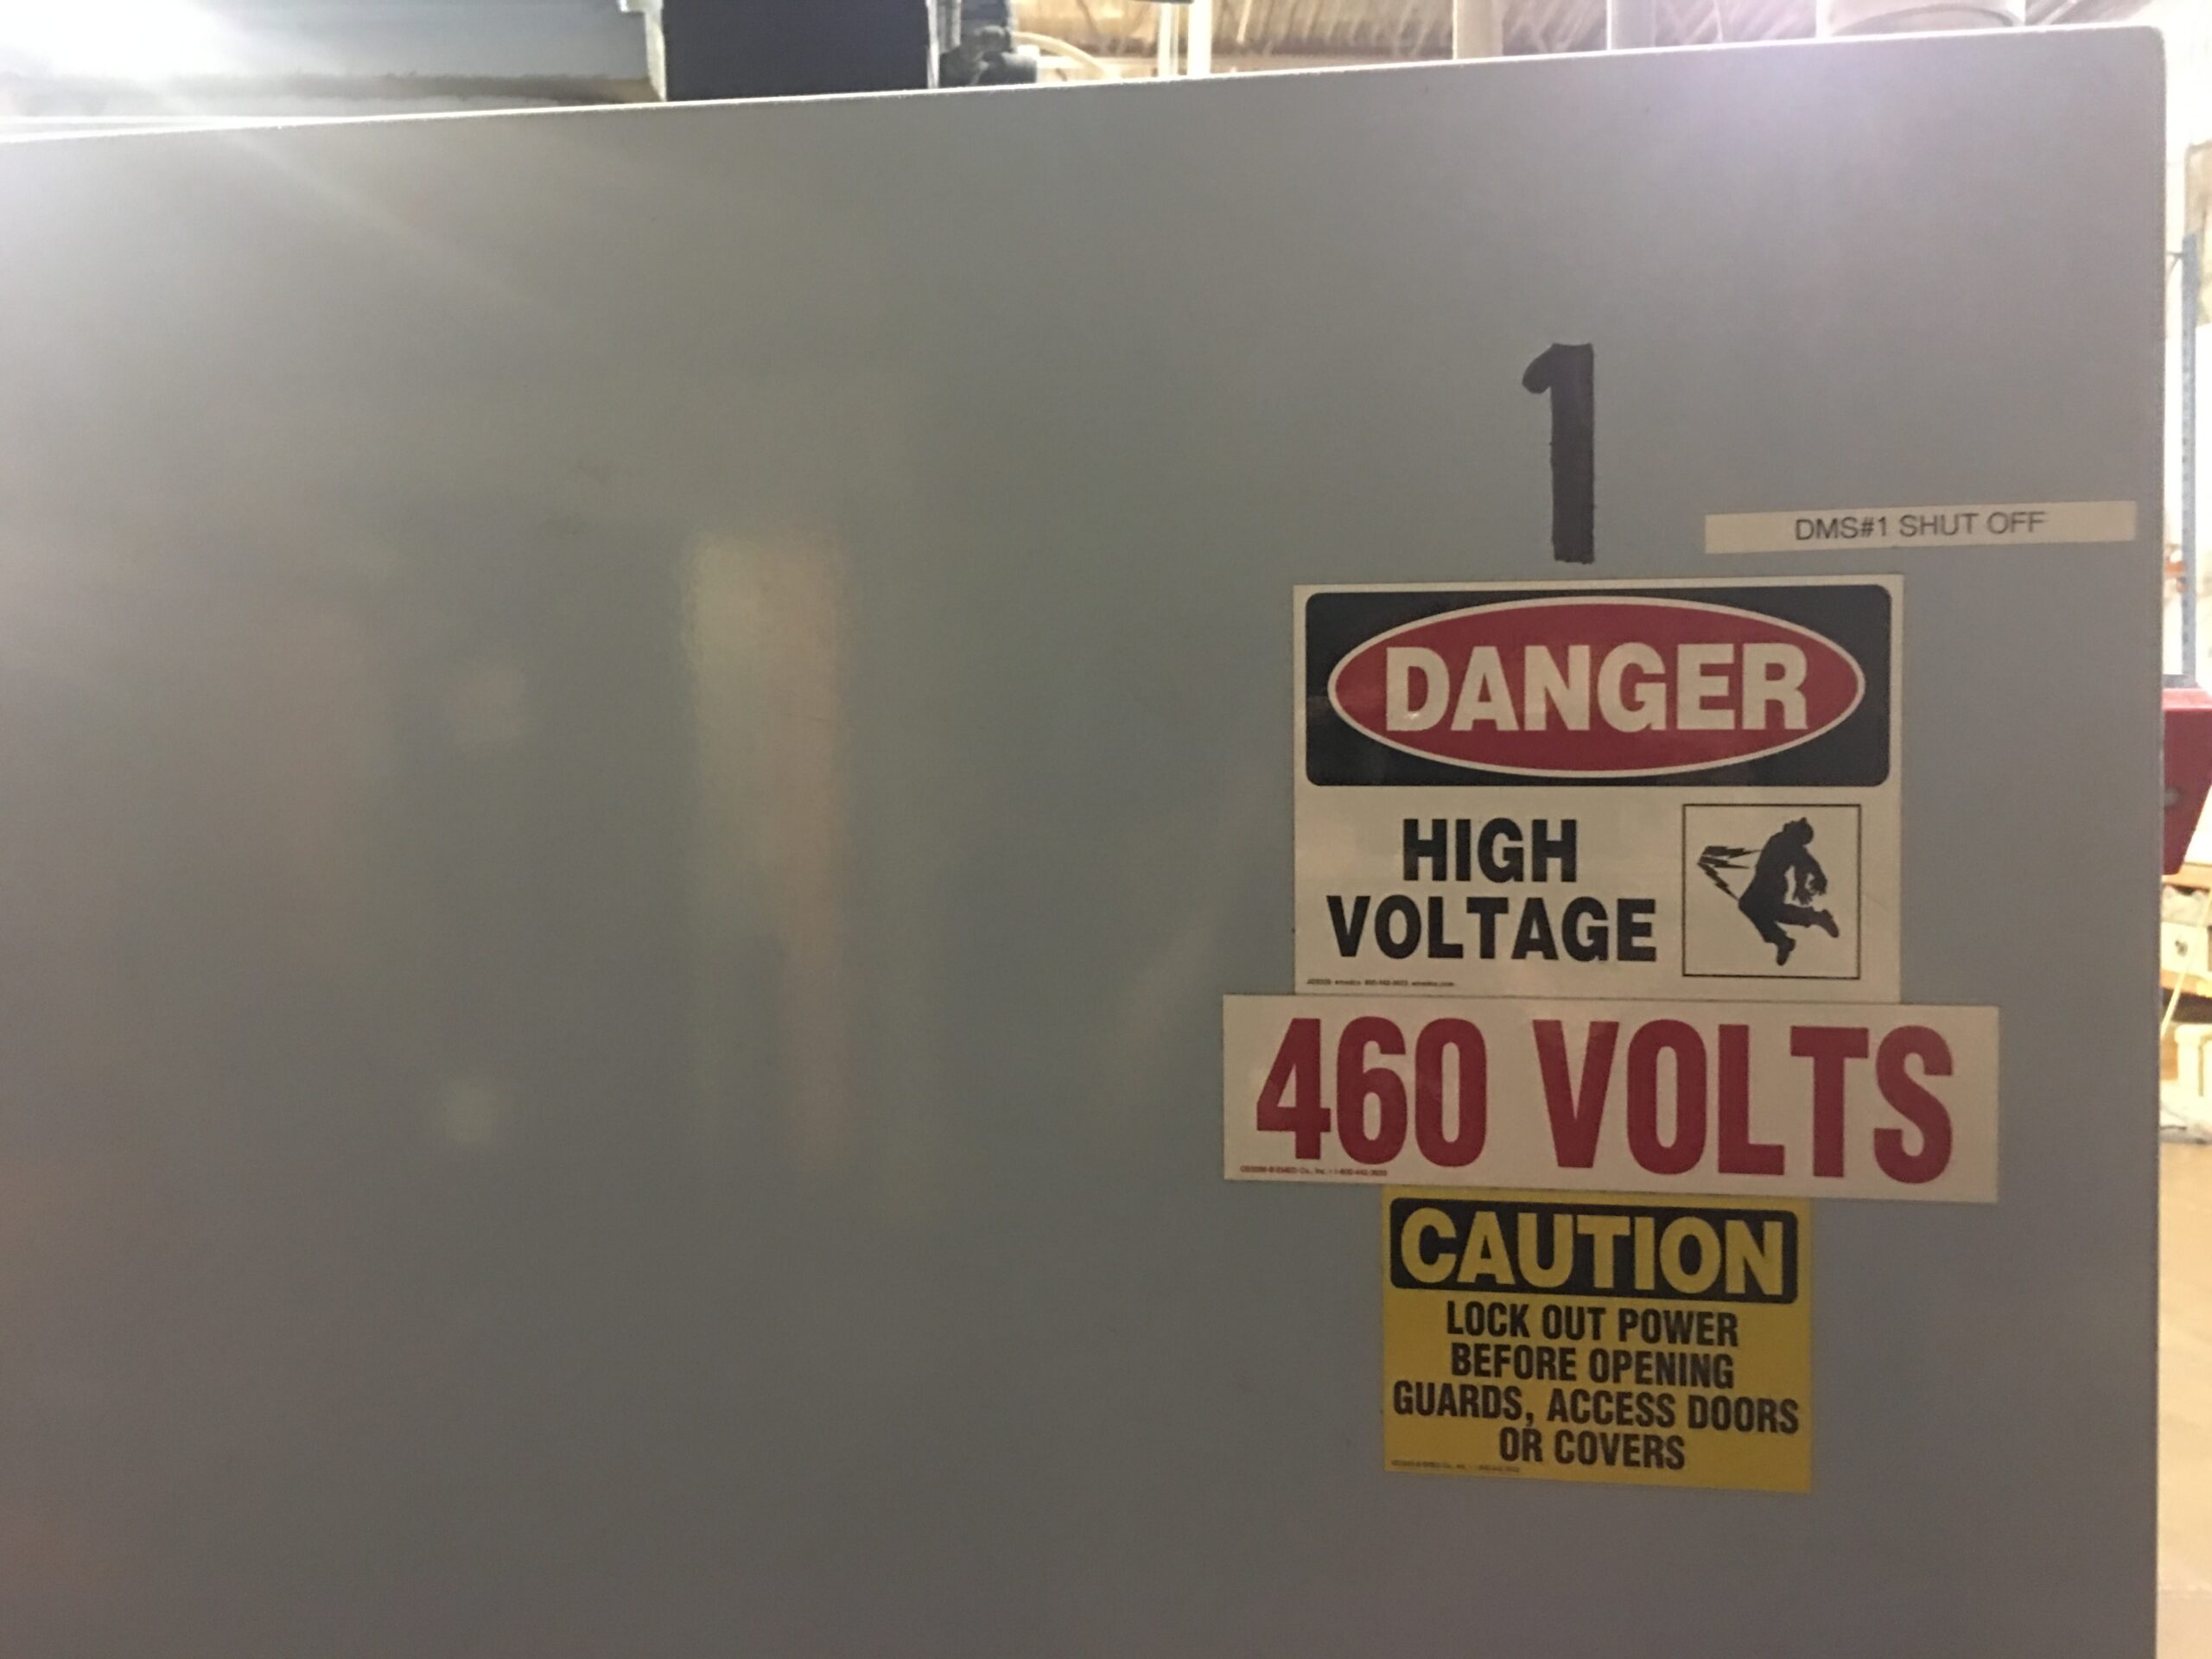 1
DMS#1 SHUT OFF
DANGER
HIGH
VOLTAGE
460 VOLTS
CAUTION
LOCK OUT POWER
BEFORE OPENING
GUARDS, ACCESS DOORS
OR COVERS